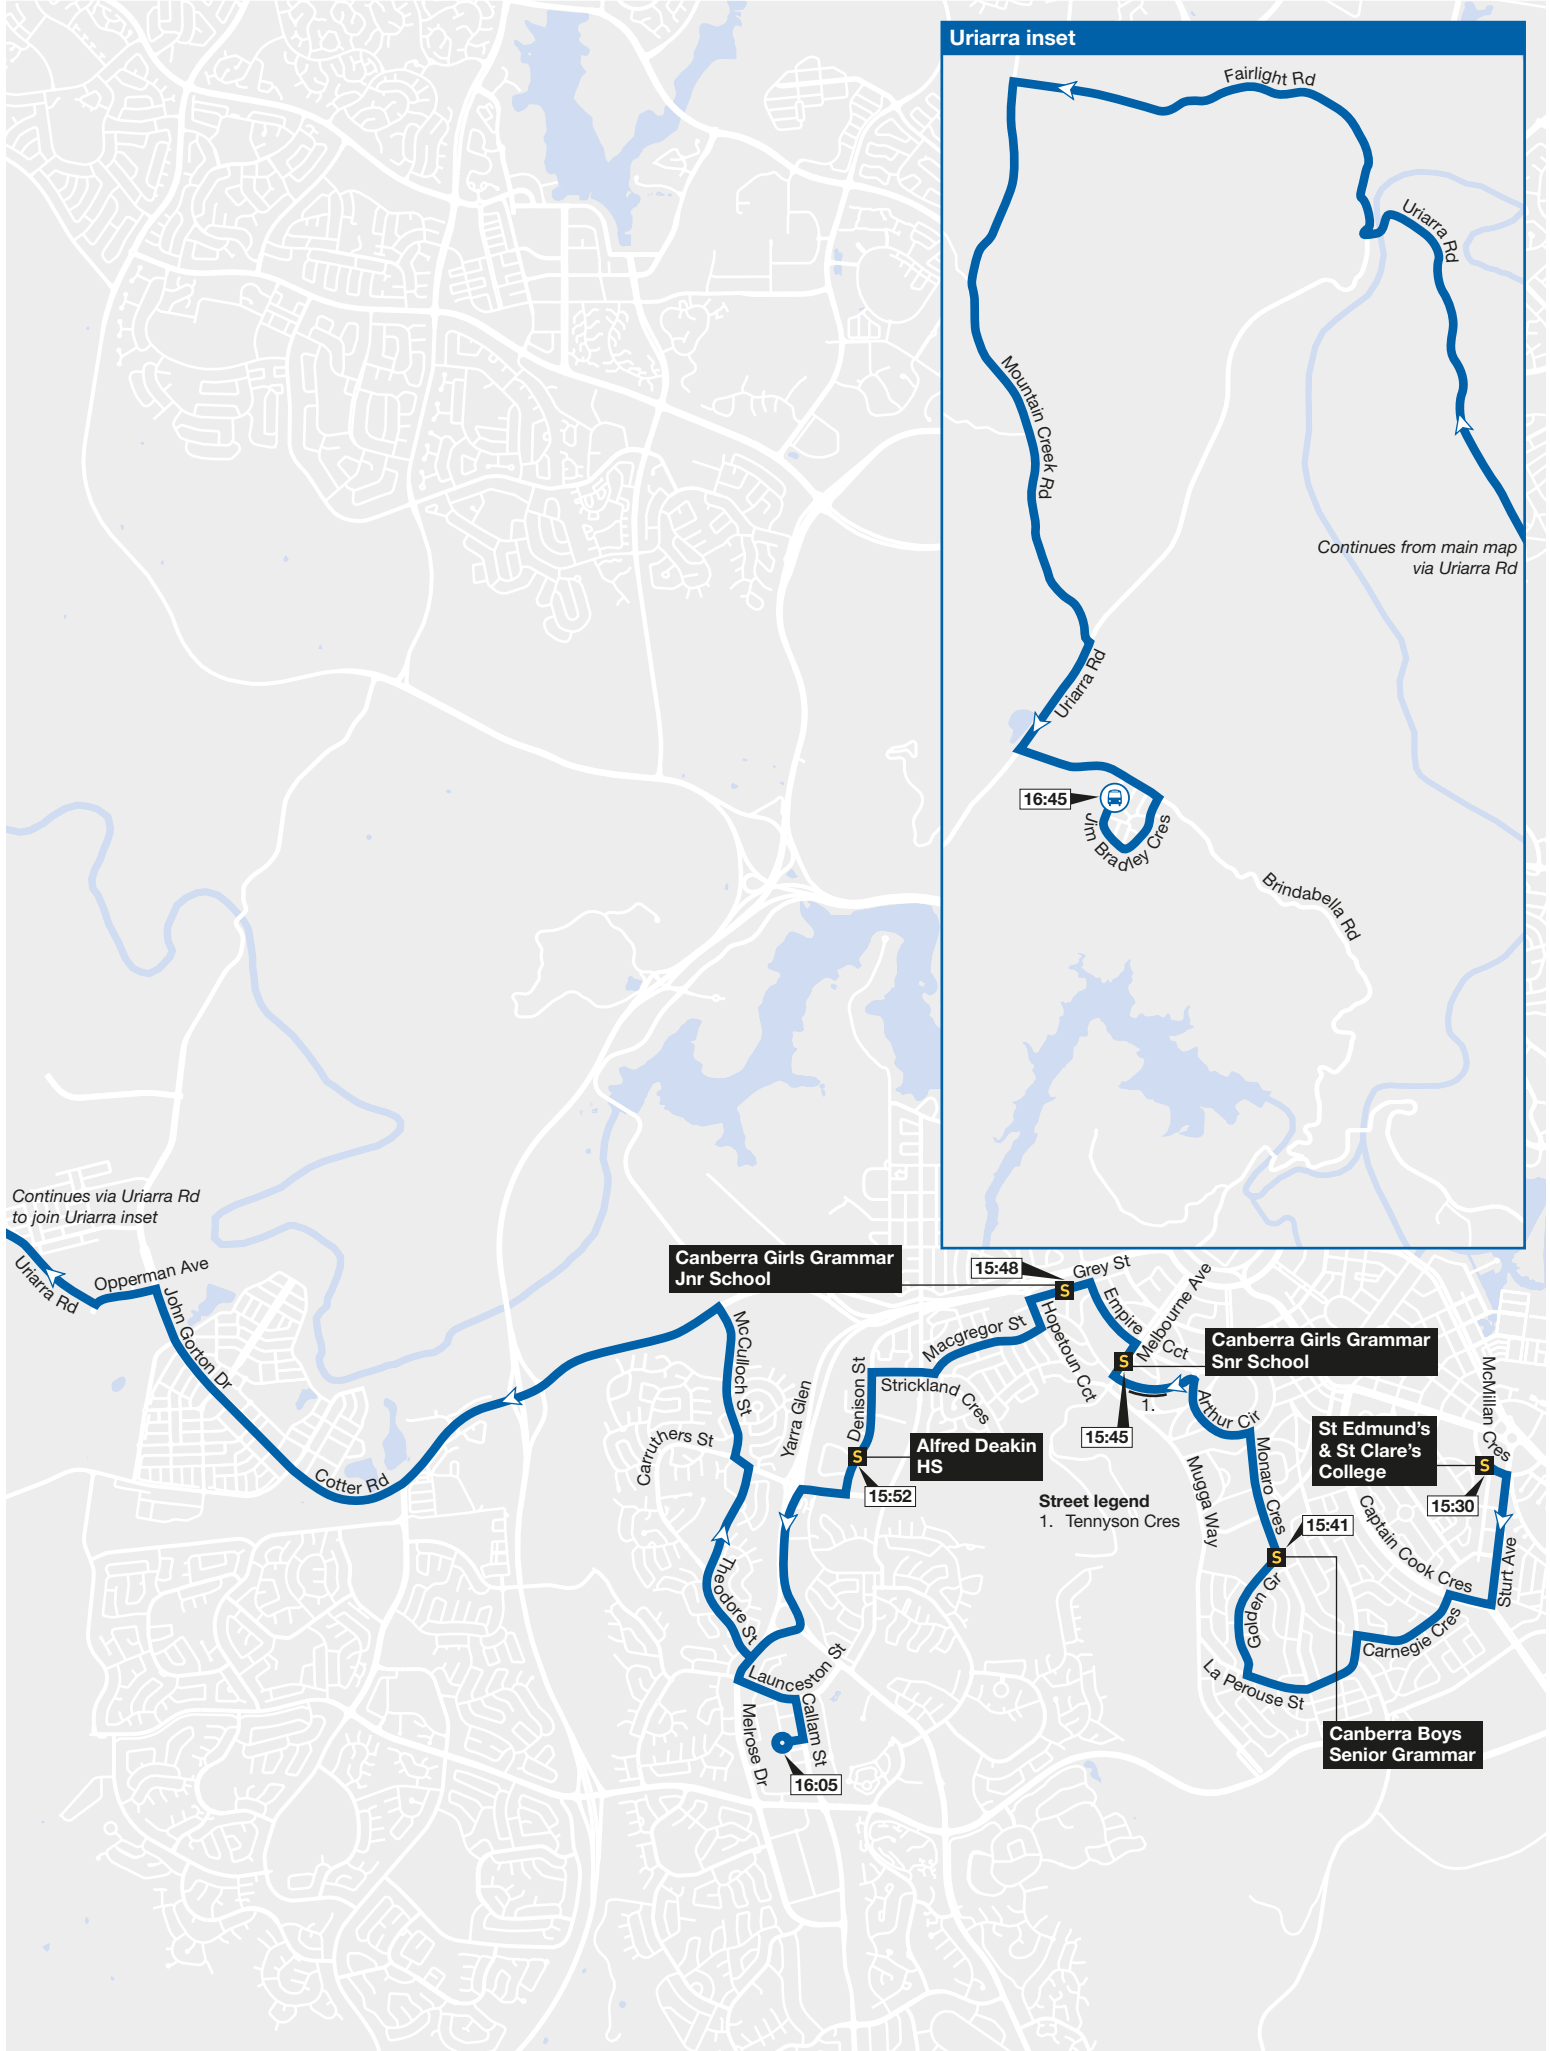 Uriarra inset
Fairlight Rd
Uriarra Rd
Mountain Creek Rd
Continues from main map
via Uriarra Rd
Uriarra Rd
16:45
Jim Bradley Cres
Brindabella Rd
Continues via Uriarra Rd
to join Uriarra inset
Uriarra Rd
Opperman Ave
John Gorton Dr
Cotter Rd
Canberra Girls Grammar
Jnr School
15:48
Grey St
Empire Cct
Melbourne Ave
Hopetoun Cct
Macgregor St
McCulloch St
Canberra Girls Grammar
Snr School
S
S
Denison St
Strickland Cres
1.
Arthur Cir
McMillan Cres
Yarra Glen
Carruthers St
15:45
S
Alfred Deakin
HS
15:52
Monaro Cres
Mugga Way
St Edmund's
& St Clare's
College
S
15:30
Street legend
1. Tennyson Cres
15:41
S
Captain Cook Cres
Sturt Ave
Theodore St
Golden Gr
Carnegie Cres
La Perouse St
Launceston St
Callam St
Melrose Dr
16:05
Canberra Boys
Senior Grammar